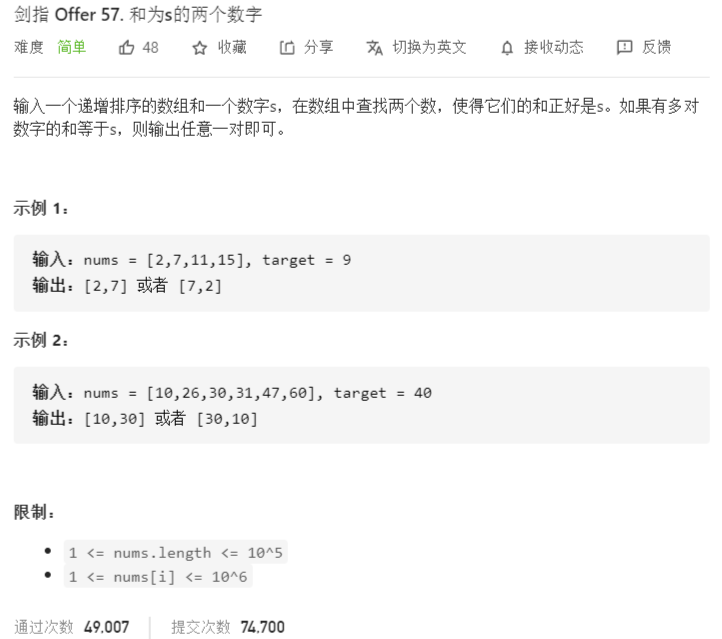 剑指 Offer 57. 和为s的两个数字
难度 简单 48 收藏 分享 切换为英文 接收动态 反馈
输入一个递增排序的数组和一个数字s，在数组中查找两个数，使得它们的和正好是s。如果有多对
数字的和等于s，则输出任意一对即可。
示例 1：
输入：nums = [2,7,11,15], target = 9
输出：[2,7] 或者 [7,2]
示例 2：
输入：nums = [10,26,30,31,47,60], target = 40
输出：[10,30] 或者 [30,10]
限制：
1 <= nums.length <= 10^5
1 <= nums[i] <= 10^6
通过次数 49,007 提交次数 74,700